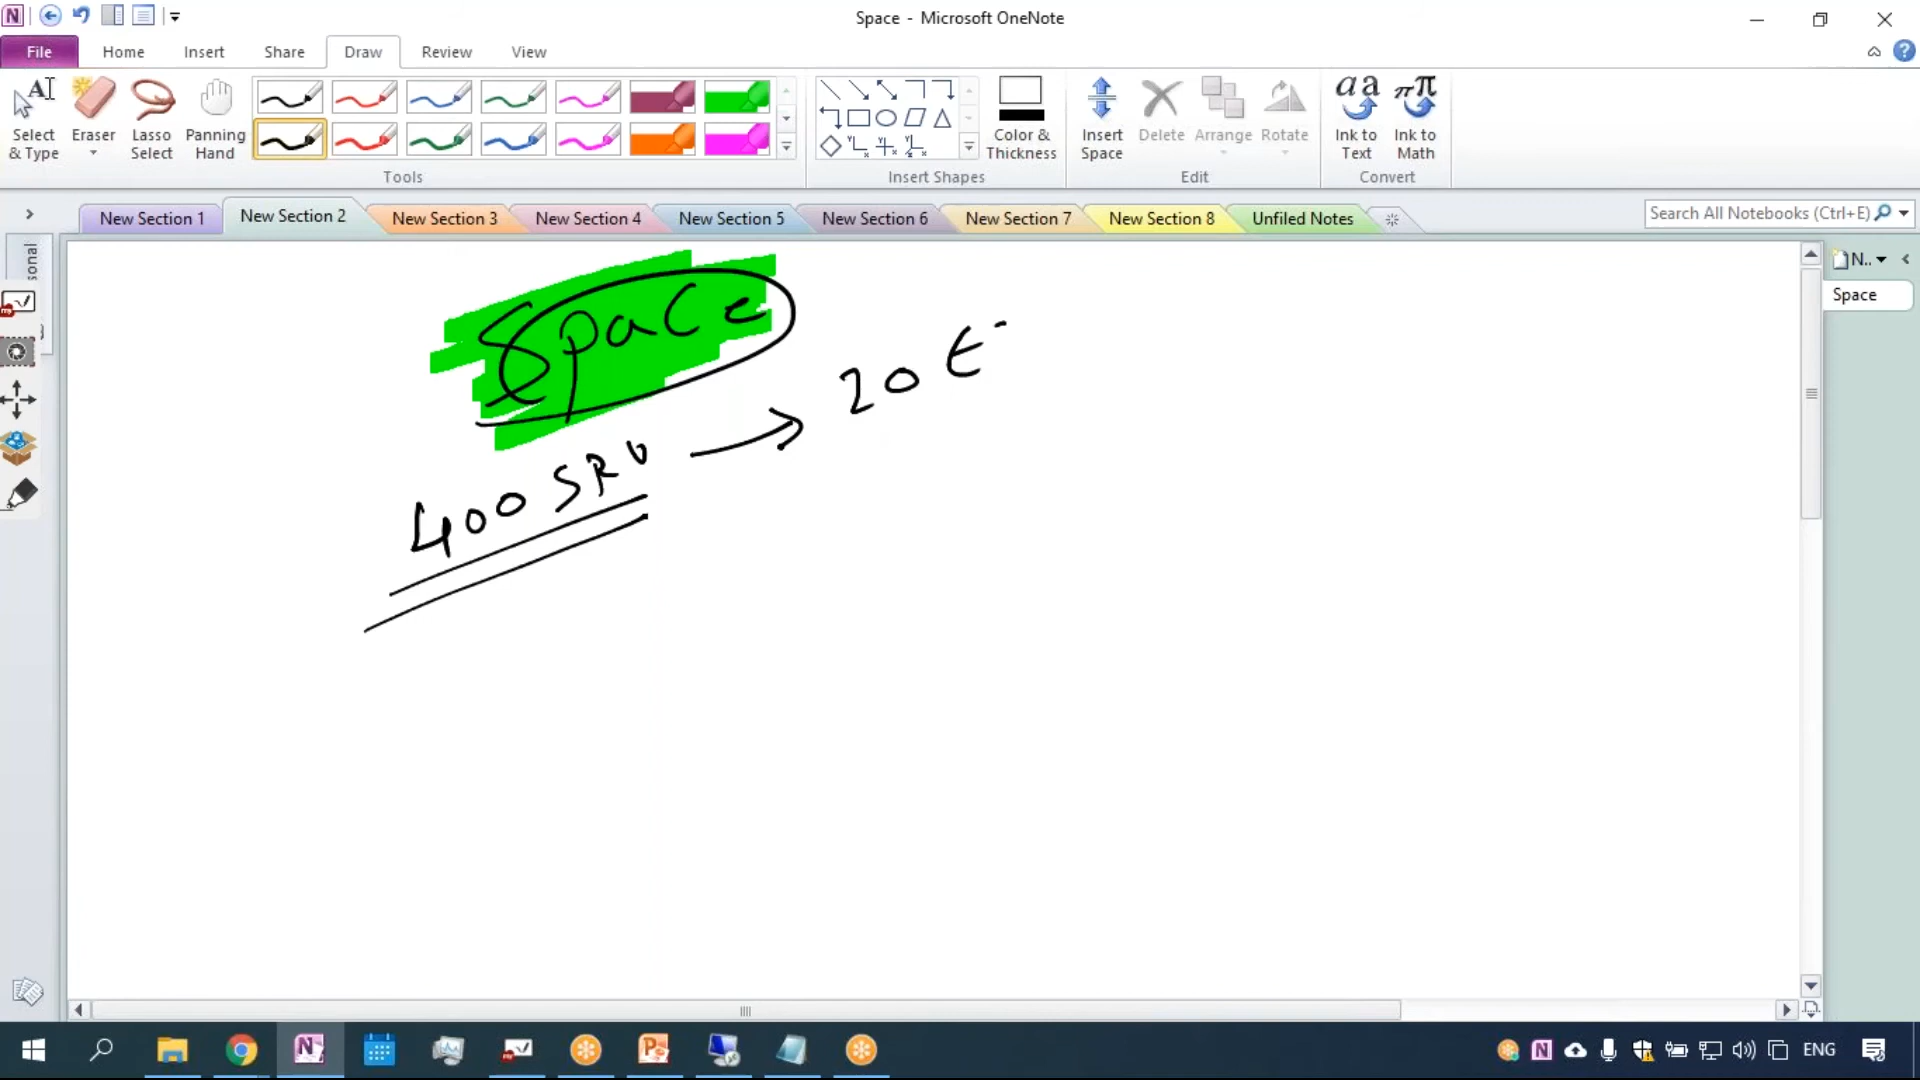 Space - Microsoft OneNote
File Home Insert Share Draw Review View
Select & Type
Eraser
Lasso Select
Panning Hand
Color & Thickness
Insert Space
Delete
Arrange
Rotate
Ink to Text
Ink to Math
Tools
Insert Shapes
Edit
Convert
New Section 1 New Section 2 New Section 3 New Section 4 New Section 5 New Section 6 New Section 7 New Section 8 Unfiled Notes
Search All Notebooks (Ctrl+E)
N..
Space
Space
20
400 SRV
ENG